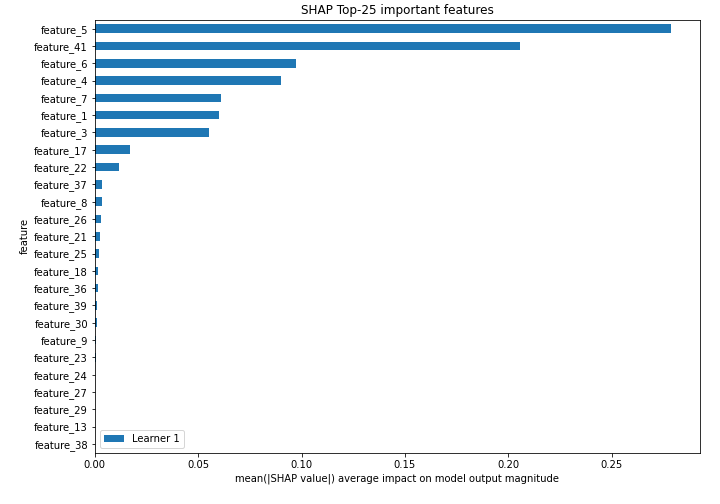 SHAP Top-25 important features
feature_5
feature_41
feature_6
feature_4
feature_7
feature_1
feature_3
feature_17
feature_22
feature_37
feature_8
feature_26
feature_21
feature_25
feature_18
feature_36
feature_39
feature_30
feature_9
feature_23
feature_24
feature_27
feature_29
feature_13
feature_38
feature
Learner 1
0.00 0.05 0.10 0.15 0.20 0.25
mean(|SHAP value|) average impact on model output magnitude